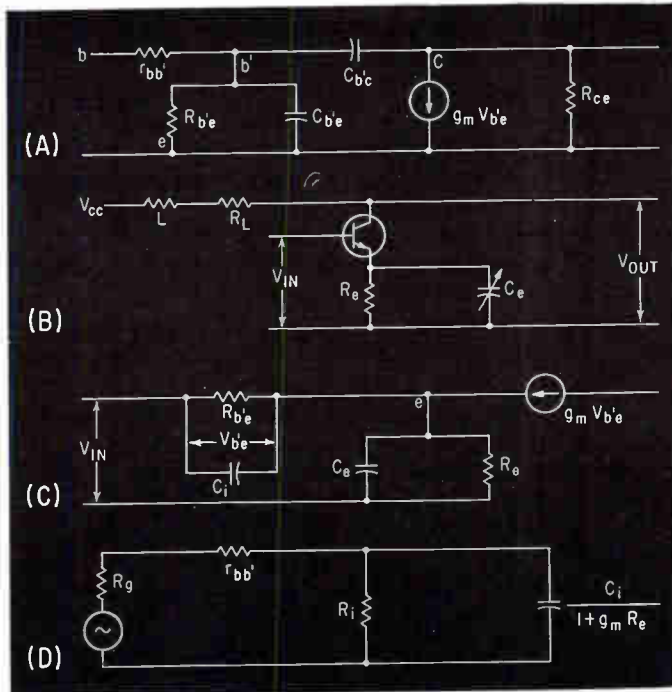 b
r_bb'
b'
C_b'c
C
R_b'e
e
C_b'e
g_m V_b'e
R_ce
(A)
V_cc
L
R_L
V_IN
R_e
C_e
V_OUT
(B)
V_IN
R_b'e
V_b'e
C_i
e
g_m V_b'e
C_e
R_e
(C)
R_g
r_bb'
R_i
C_i
1 + g_m R_e
(D)